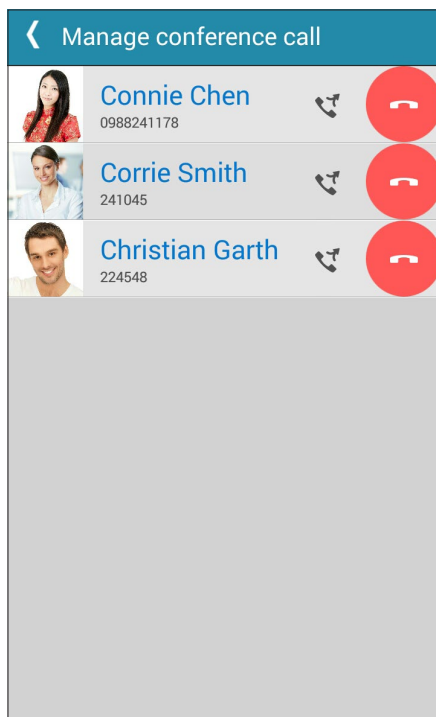 Manage conference call
Connie Chen
0988241178
Corrie Smith
241045
Christian Garth
224548